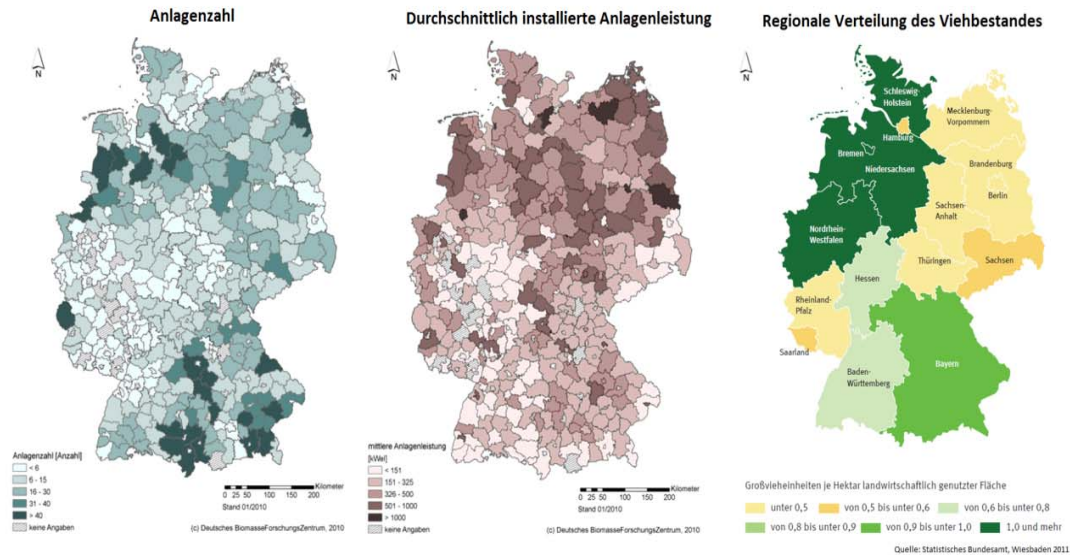 Anlagenzahl
N
Anlagenzahl [Anzahl]
< 6
6 - 15
16 - 30
31 - 40
> 40
keine Angaben
Kilometer
0 25 50 100 150 200
Stand 01/2010
(c) Deutsches BiomasseForschungsZentrum, 2010
Durchschnittlich installierte Anlagenleistung
N
mittlere Anlagenleistung
[kWel]
< 151
151 - 325
326 - 500
501 - 1000
> 1000
keine Angaben
Kilometer
0 25 50 100 150 200
Stand 01/2010
(c) Deutsches BiomasseForschungsZentrum, 2010
Regionale Verteilung des Viehbestandes
N
Schleswig-
Holstein
Mecklenburg-
Vorpommern
Hamburg
Bremen
Niedersachsen
Brandenburg
Berlin
Sachsen-
Anhalt
Nordrhein-
Westfalen
Sachsen
Thüringen
Hessen
Rheinland-
Pfalz
Saarland
Bayern
Baden-
Württemberg
Großvieheinheiten je Hektar landwirtschaftlich genutzter Fläche
unter 0,5
von 0,5 bis unter 0,6
von 0,6 bis unter 0,8
von 0,8 bis unter 0,9
von 0,9 bis unter 1,0
1,0 und mehr
Quelle: Statistisches Bundesamt, Wiesbaden 2011